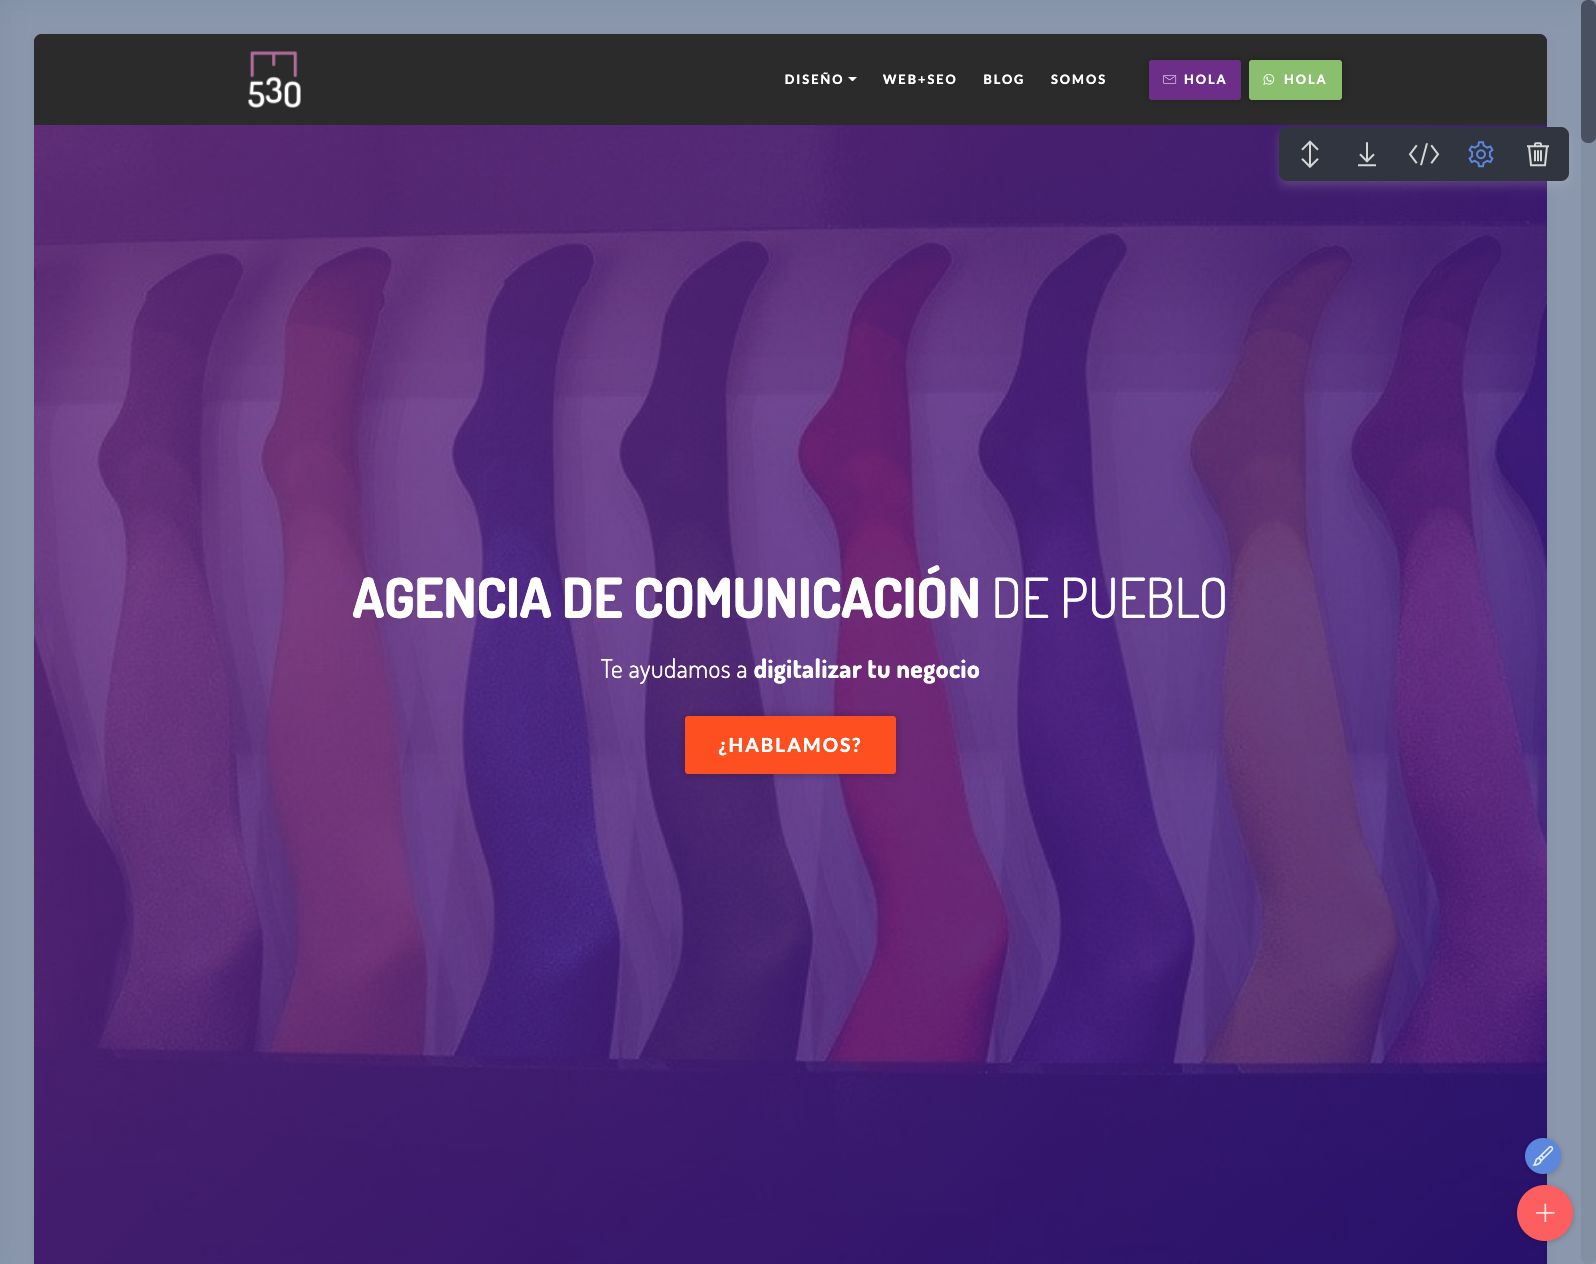 530
DISEÑO
WEB+SEO
BLOG
SOMOS
HOLA
HOLA
AGENCIA DE COMUNICACIÓN DE PUEBLO
Te ayudamos a digitalizar tu negocio
¿HABLAMOS?